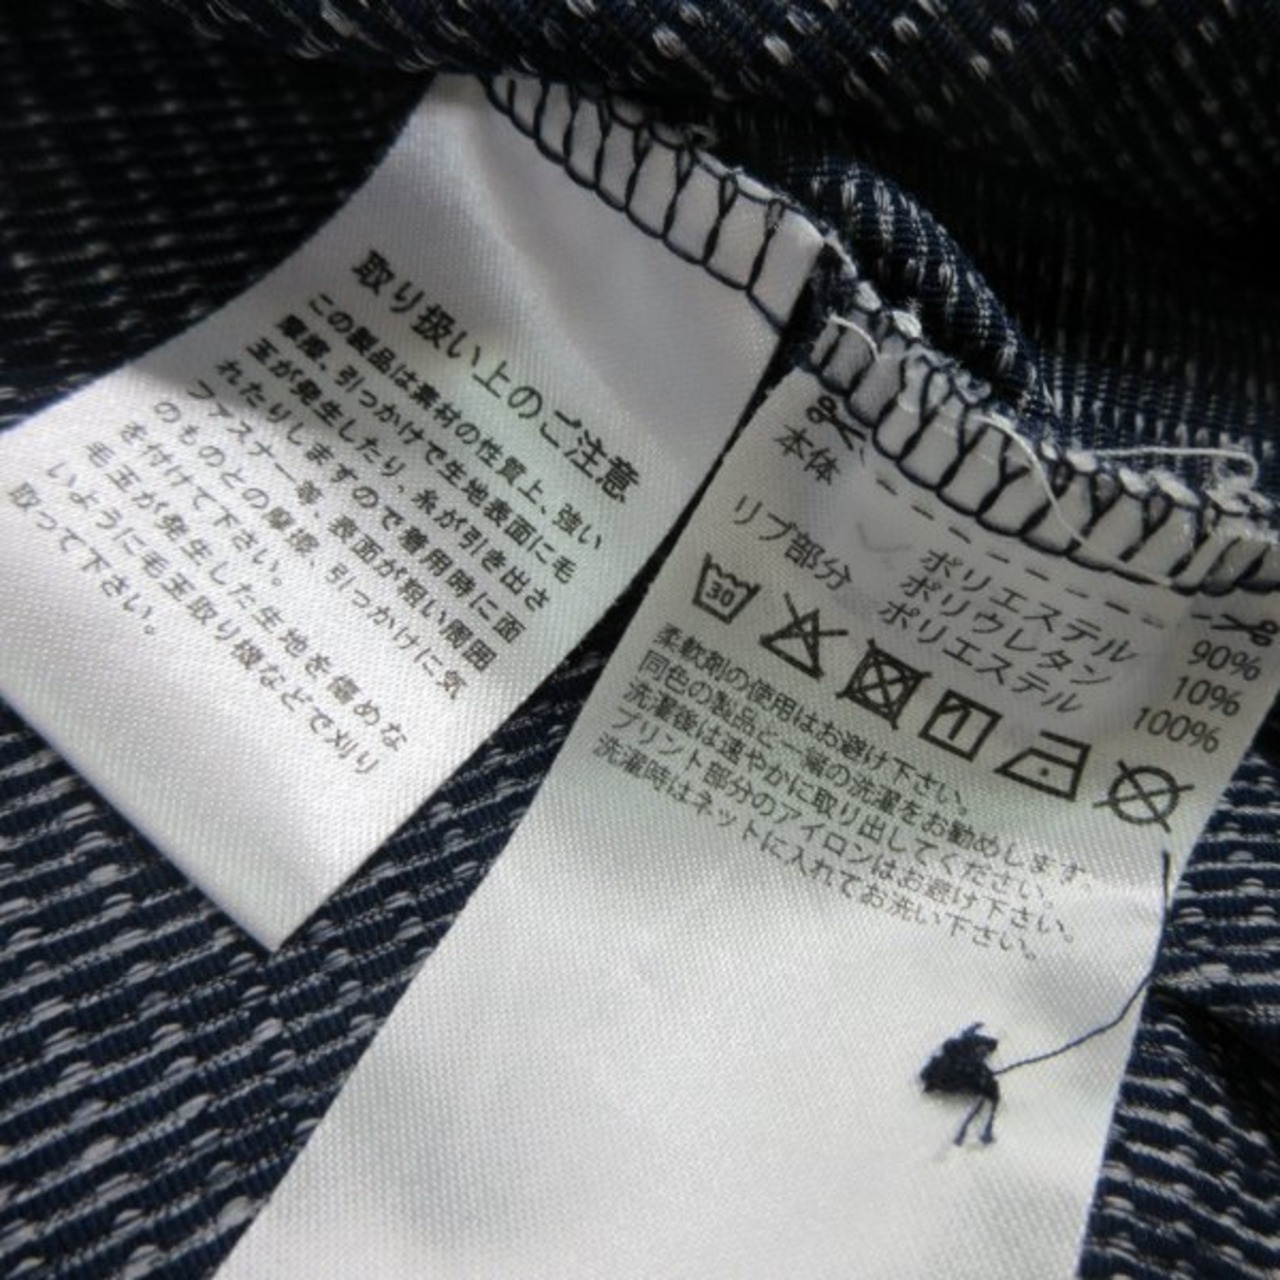 取り扱い上のご注意
この製品は素材の性質上、強い
摩擦、引っかけで生地表面に毛
玉が発生したり、糸が引き出さ
れたりしますので着用時に面
ファスナー等、表面が粗い周囲
のものとの摩擦、引っかけに気
を付けて下さい。
毛玉が発生した生地を傷めな
いように毛玉取り機などで刈り
取って下さい。
本体
ポリエステル 90%
ポリウレタン 10%
リブ部分 ポリエステル 100%
30
柔軟剤の使用はお避け下さい。
同色の製品と一緒の洗濯をお勧めします。
洗濯後は速やかに取り出してください。
プリント部分のアイロンはお避け下さい。
洗濯時はネットに入れてお洗い下さい。